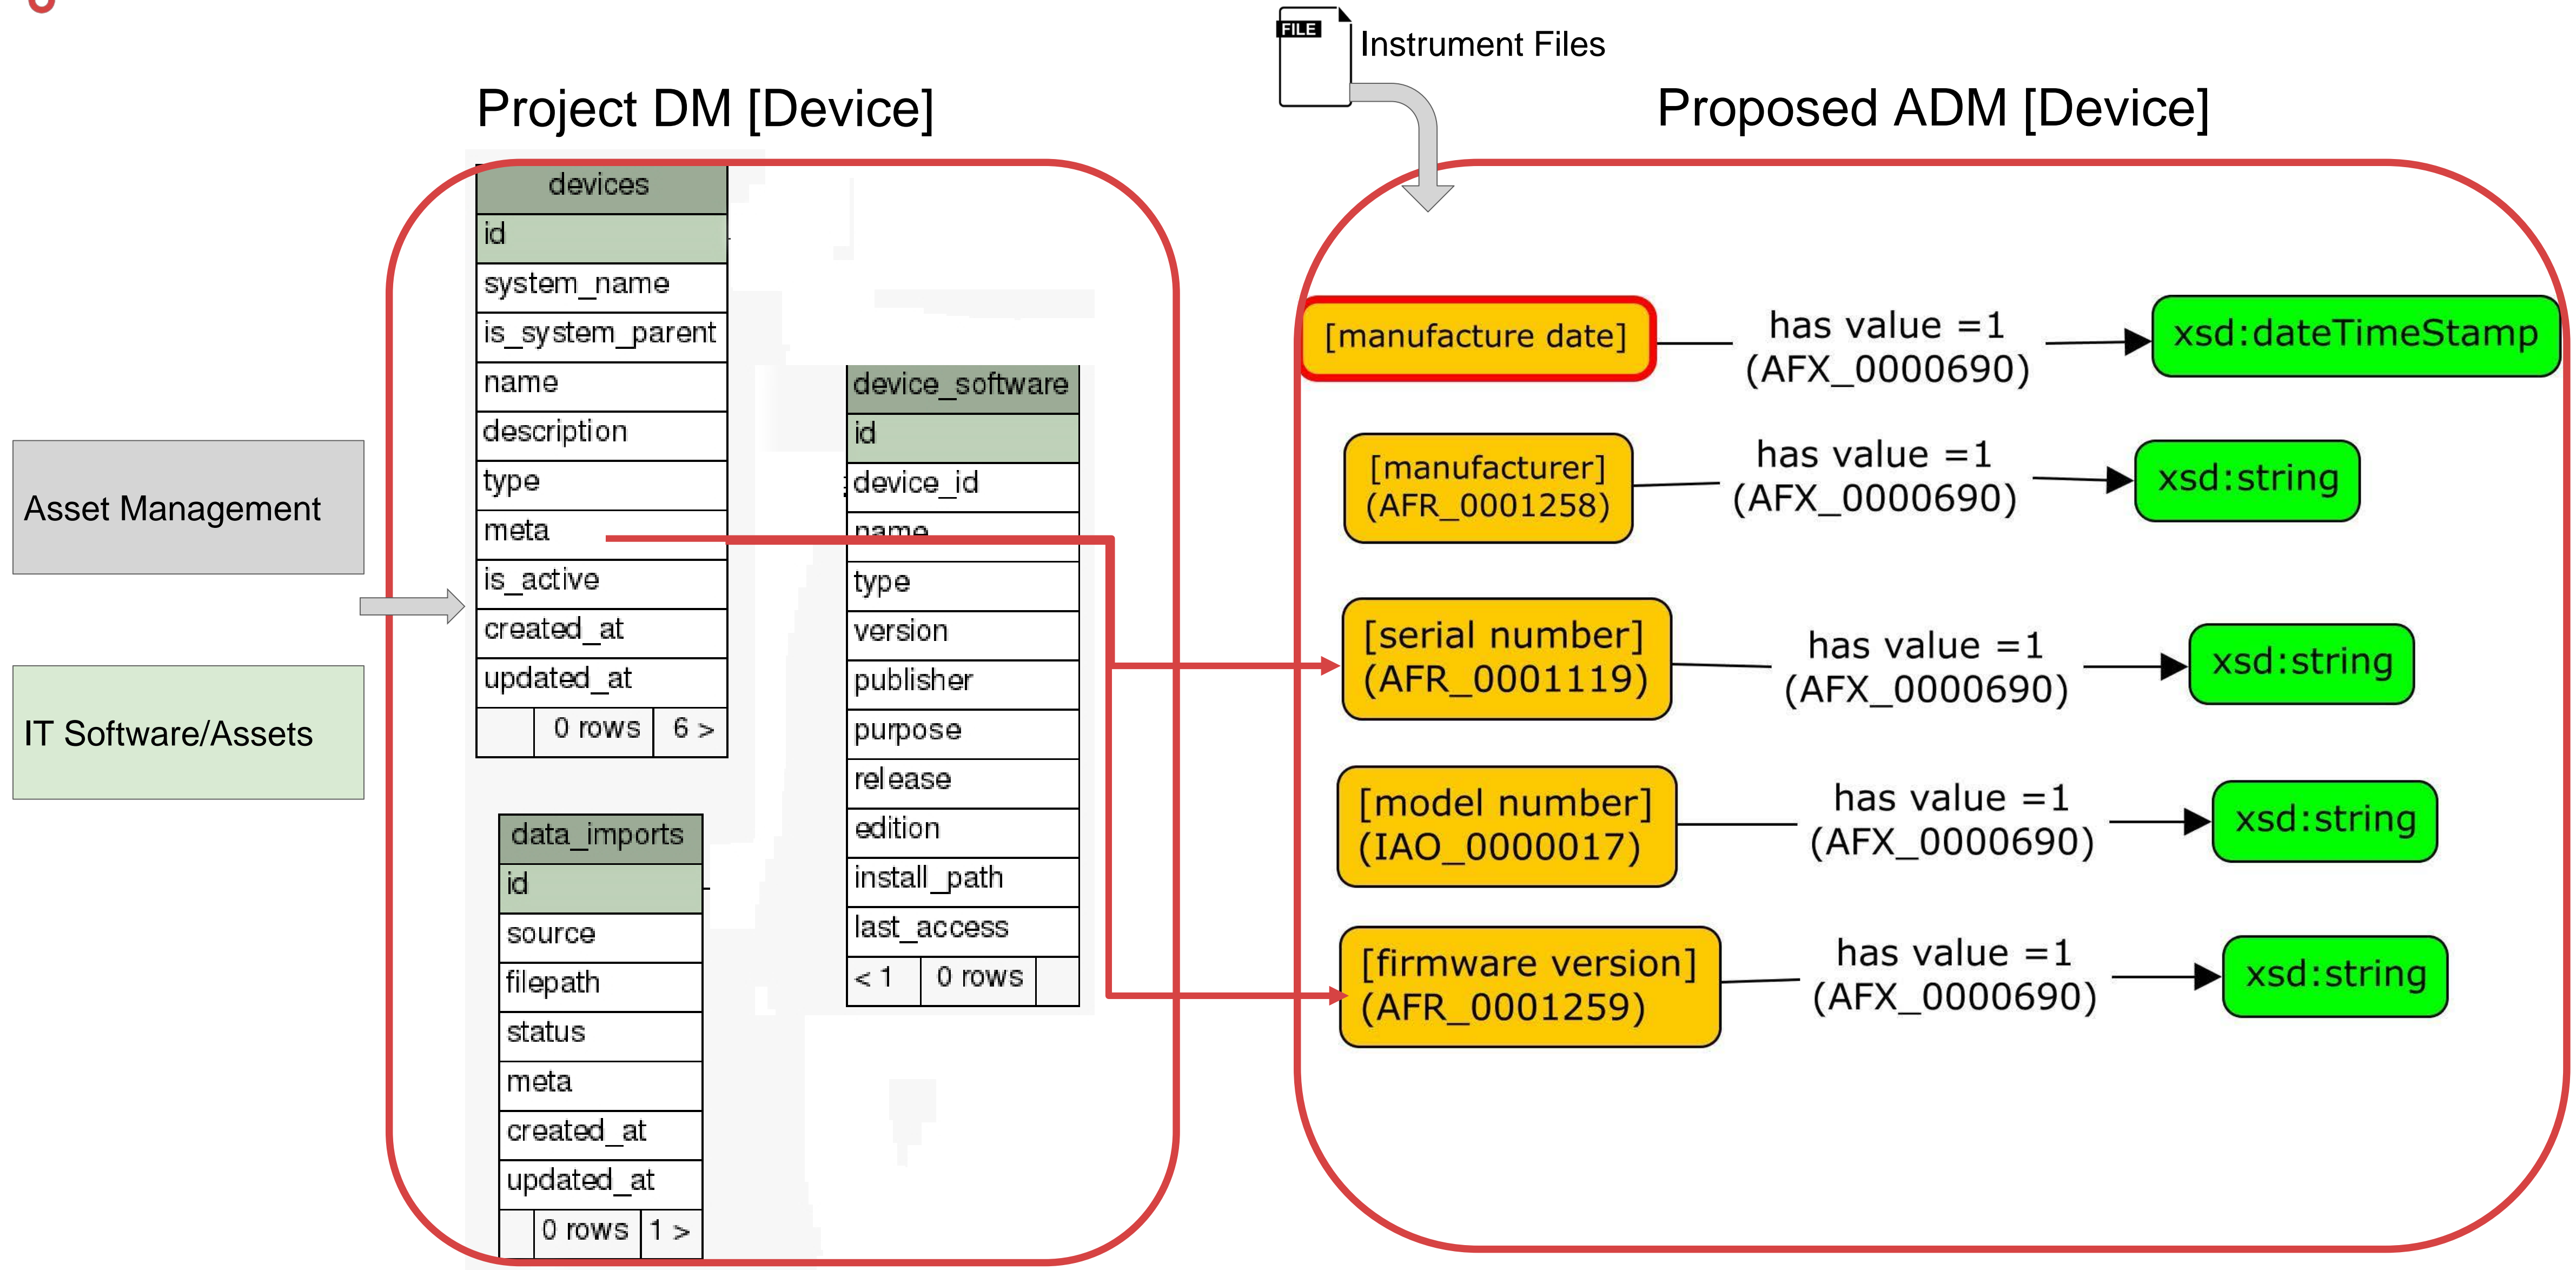 FILE
Instrument Files
Project DM [Device]
Proposed ADM [Device]
Asset Management
IT Software/Assets
devices
id
system_name
is_system_parent
name
description
type
meta
is_active
created_at
updated_at
0 rows 6 >
data_imports
id
source
filepath
status
meta
created_at
updated_at
0 rows 1 >
device_software
id
device_id
name
type
version
publisher
purpose
release
edition
install_path
last_access
< 1 0 rows
[manufacture date]
has value =1
(AFX_0000690)
xsd:dateTimeStamp
[manufacturer]
(AFR_0001258)
has value =1
(AFX_0000690)
xsd:string
[serial number]
(AFR_0001119)
has value =1
(AFX_0000690)
xsd:string
[model number]
(IAO_0000017)
has value =1
(AFX_0000690)
xsd:string
[firmware version]
(AFR_0001259)
has value =1
(AFX_0000690)
xsd:string